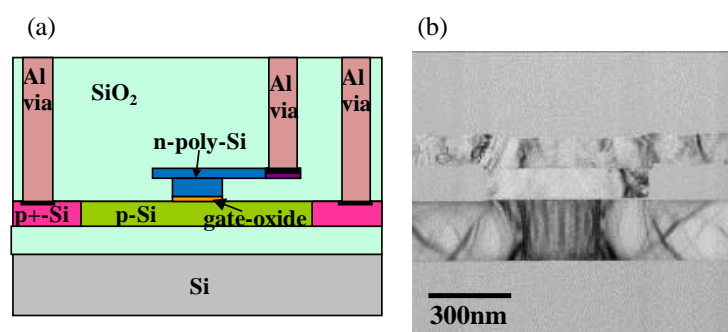 (a)
(b)
Al
via
SiO₂
Al
via
Al
via
n-poly-Si
p+-Si
p-Si
gate-oxide
Si
300nm